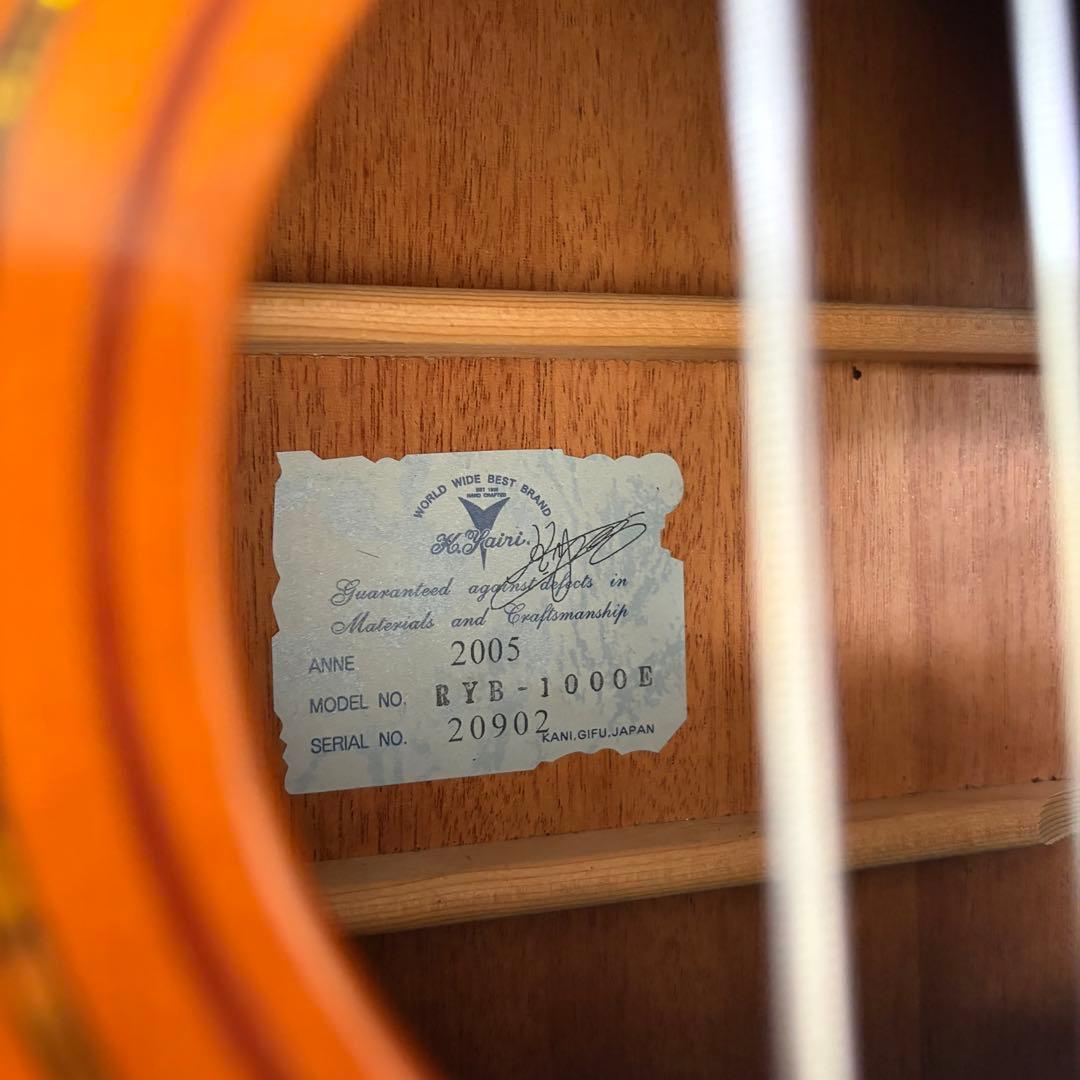 WORLD WIDE BEST BRAND
EST 1935
HAND CRAFTED
K.Yairi.
Guaranteed against defects in
Materials and Craftsmanship
ANNE 2005
MODEL NO. RYB-1000E
SERIAL NO. 20902
KANI,GIFU,JAPAN